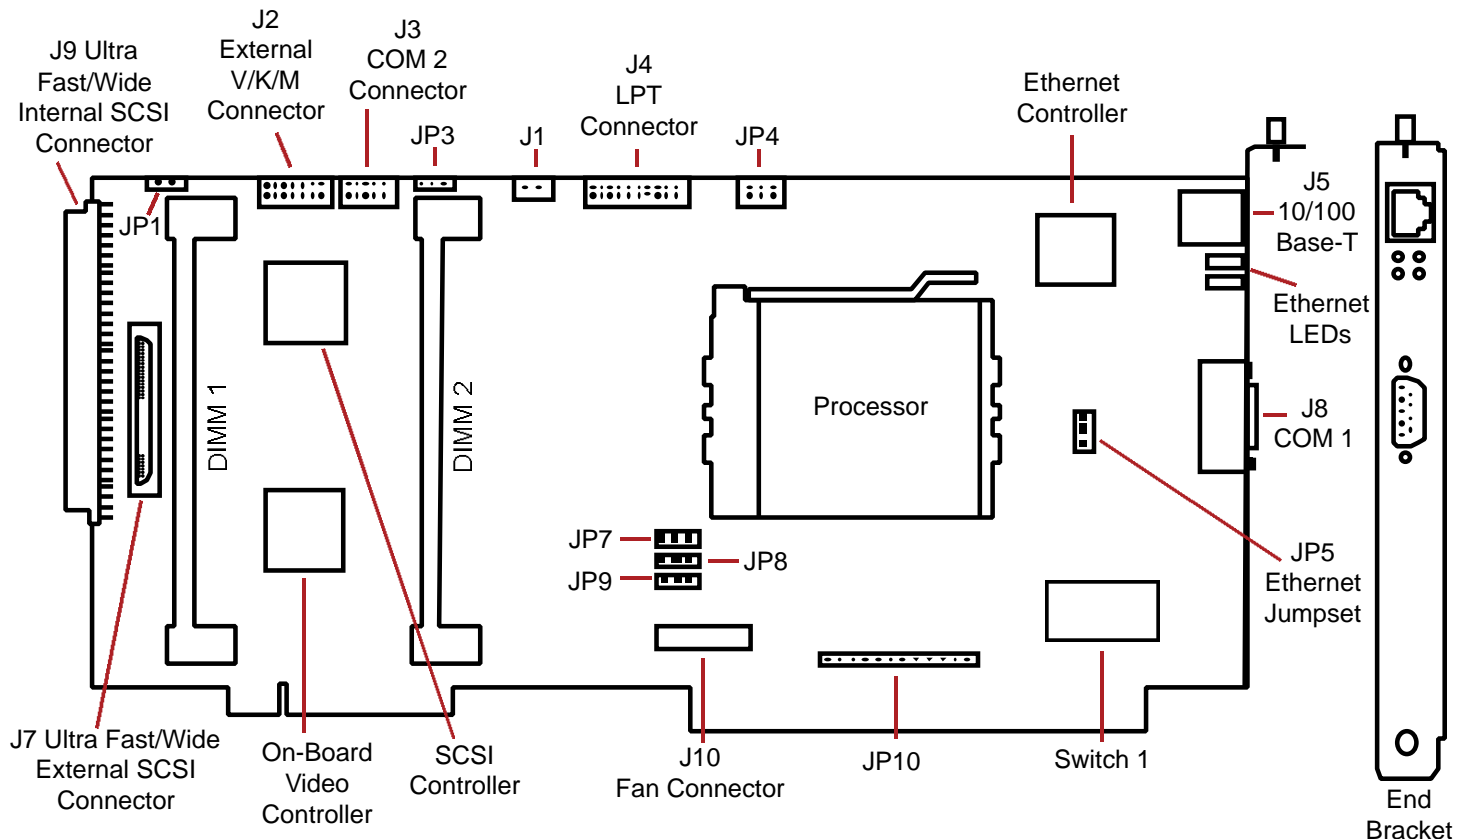 J9 Ultra
Fast/Wide
Internal SCSI
Connector
J2
External
V/K/M
Connector
J3
COM 2
Connector
JP3
J1
J4
LPT
Connector
JP4
Ethernet
Controller
JP1
J5
10/100
Base-T
Ethernet
LEDs
DIMM 1
DIMM 2
Processor
J8
COM 1
JP7
JP8
JP9
JP5
Ethernet
Jumpset
J7 Ultra Fast/Wide
External SCSI
Connector
On-Board
Video
Controller
SCSI
Controller
J10
Fan Connector
JP10
Switch 1
End
Bracket